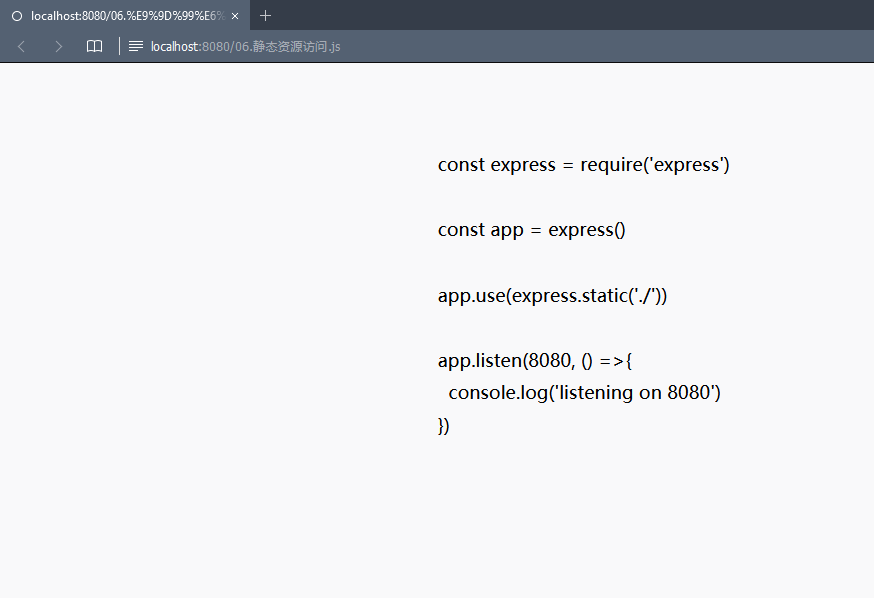 localhost:8080/06.%E9%9D%99%E6%
localhost:8080/06.静态资源访问.js
const express = require('express')
const app = express()
app.use(express.static('./'))
app.listen(8080, () =>{
console.log('listening on 8080')
})